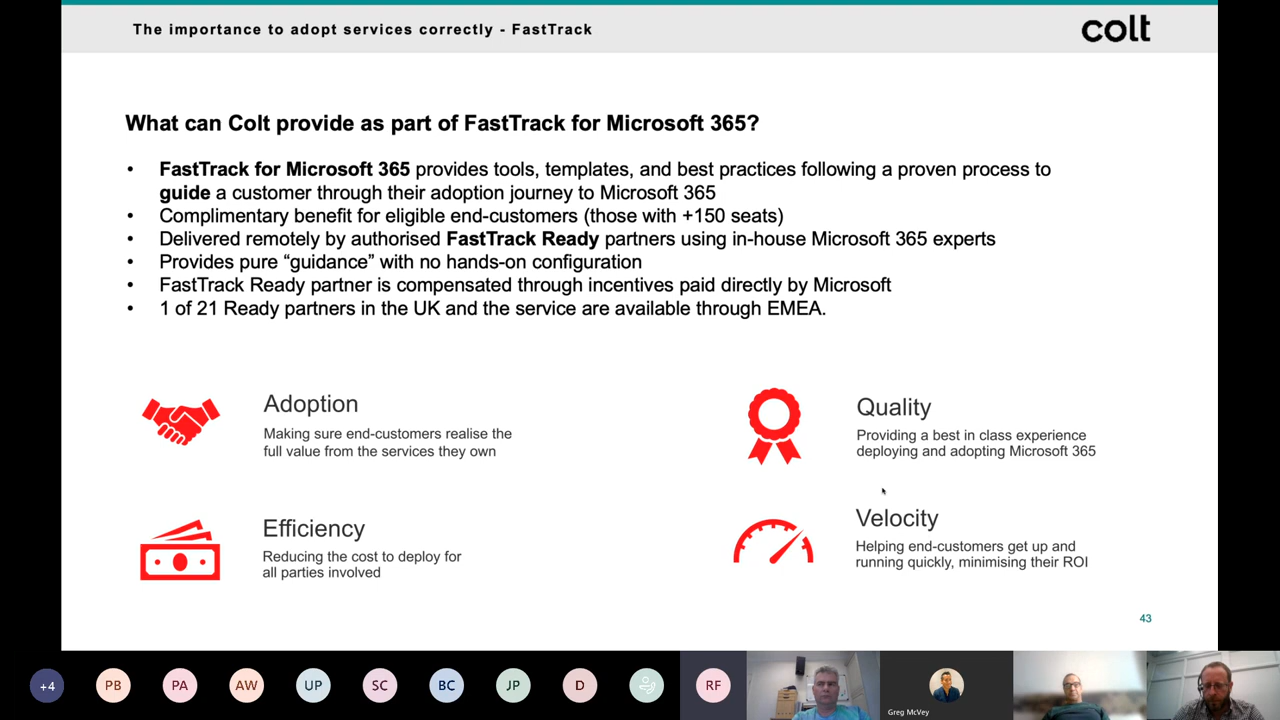 The importance to adopt services correctly - FastTrack
colt
What can Colt provide as part of FastTrack for Microsoft 365?
• FastTrack for Microsoft 365 provides tools, templates, and best practices following a proven process to
guide a customer through their adoption journey to Microsoft 365
• Complimentary benefit for eligible end-customers (those with +150 seats)
• Delivered remotely by authorised FastTrack Ready partners using in-house Microsoft 365 experts
• Provides pure “guidance” with no hands-on configuration
• FastTrack Ready partner is compensated through incentives paid directly by Microsoft
• 1 of 21 Ready partners in the UK and the service are available through EMEA.
Adoption
Making sure end-customers realise the
full value from the services they own
Quality
Providing a best in class experience
deploying and adopting Microsoft 365
Efficiency
Reducing the cost to deploy for
all parties involved
Velocity
Helping end-customers get up and
running quickly, minimising their ROI
43
+4 PB PA AW UP SC BC JP D RF
Greg McVey